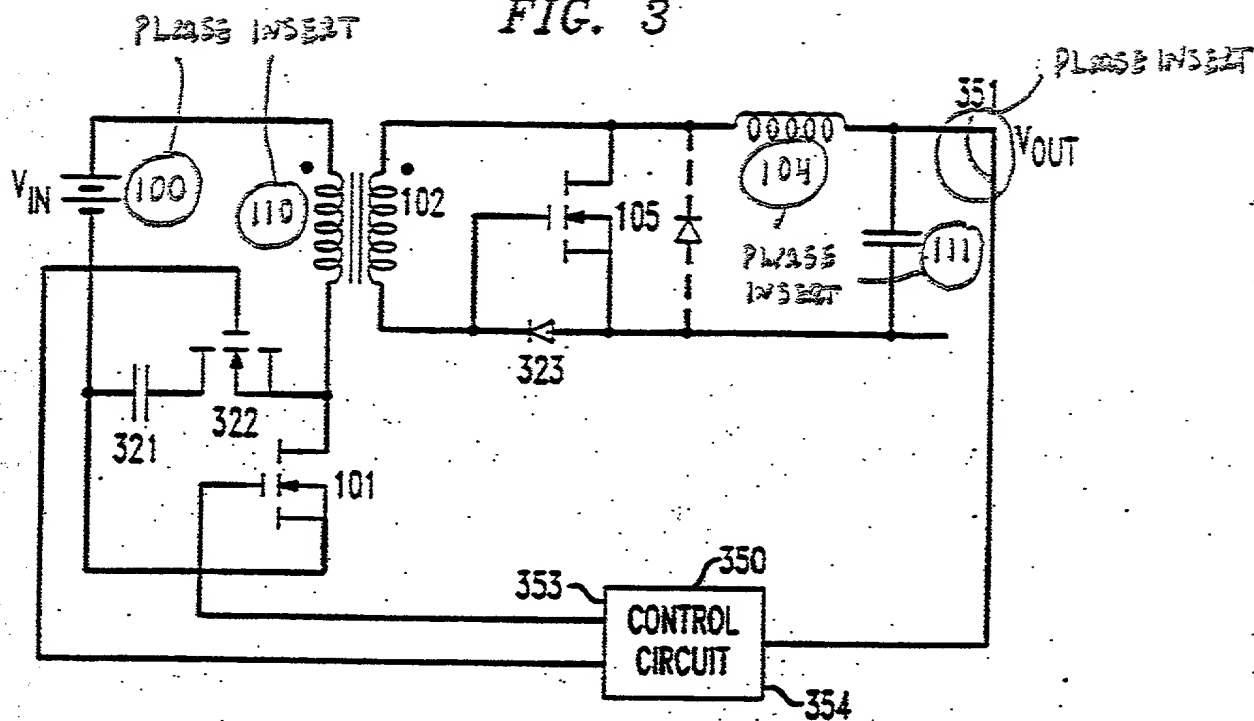 FIG. 3
PLEASE INSERT
PLEASE INSERT
351
VIN
100
110
102
105
104
VOUT
PLEASE
INSERT
111
323
321
322
101
353
350
CONTROL
CIRCUIT
354